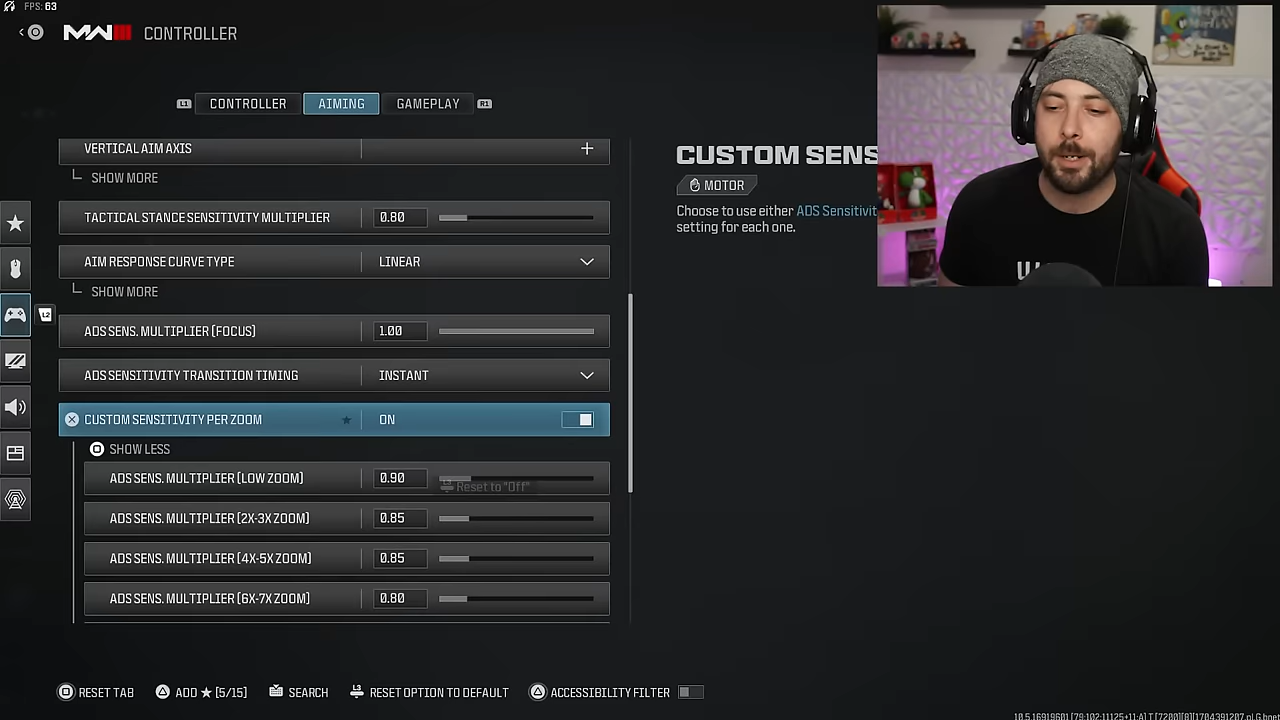 FPS: 63
MWIII CONTROLLER
L1 CONTROLLER AIMING GAMEPLAY R1
VERTICAL AIM AXIS
SHOW MORE
TACTICAL STANCE SENSITIVITY MULTIPLIER 0.80
AIM RESPONSE CURVE TYPE LINEAR
SHOW MORE
L2
ADS SENS. MULTIPLIER (FOCUS) 1.00
ADS SENSITIVITY TRANSITION TIMING INSTANT
CUSTOM SENSITIVITY PER ZOOM ON
SHOW LESS
ADS SENS. MULTIPLIER (LOW ZOOM) 0.90
Reset to "Off"
ADS SENS. MULTIPLIER (2X-3X ZOOM) 0.85
ADS SENS. MULTIPLIER (4X-5X ZOOM) 0.85
ADS SENS. MULTIPLIER (6X-7X ZOOM) 0.80
CUSTOM SENS
MOTOR
Choose to use either ADS Sensitivit
setting for each one.
RESET TAB ADD ★ (5/15) SEARCH L3 RESET OPTION TO DEFAULT ACCESSIBILITY FILTER